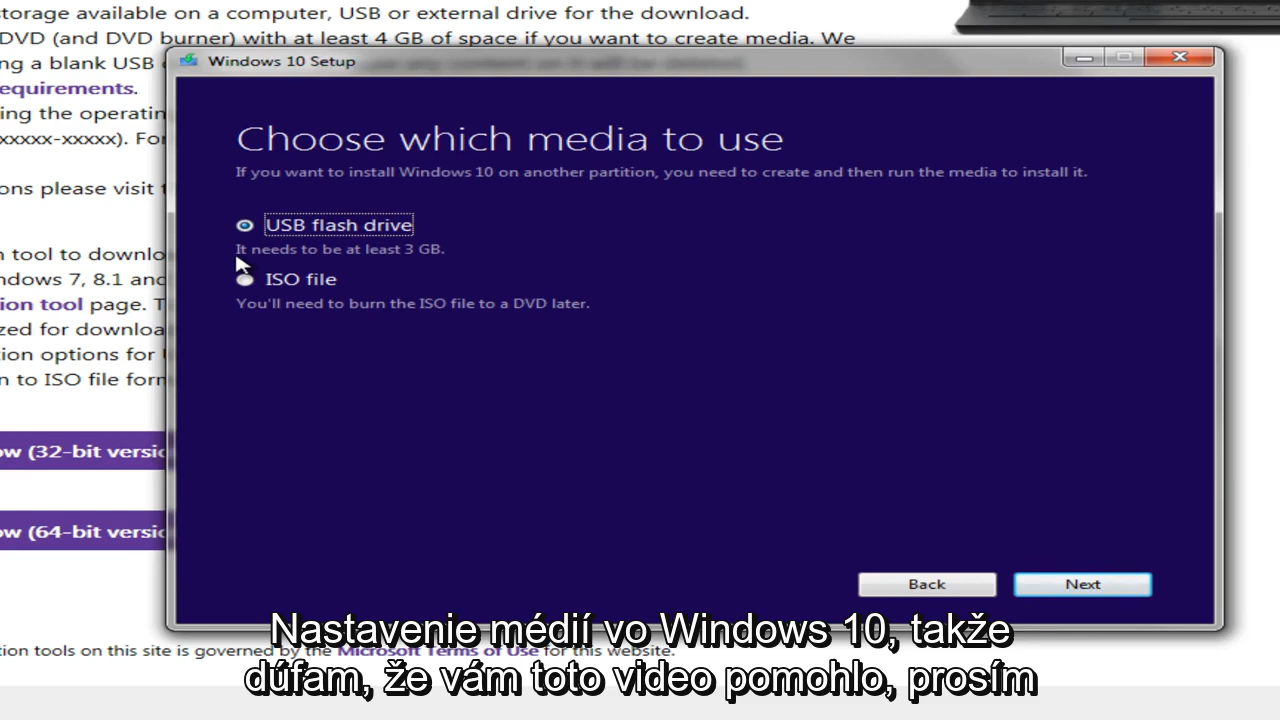 torage available on a computer, USB or external drive for the download.
DVD (and DVD burner) with at least 4 GB of space if you want to create media. We
ng a blank USB
equirements.
ing the operatin
xxxxx-xxxxx). For
ons please visit t
n tool to downlo
ndows 7, 8.1 and
ion tool page. T
zed for downloa
ion options for U
n to ISO file form
ow (32-bit versio
ow (64-bit versio
Windows 10 Setup
Choose which media to use
If you want to install Windows 10 on another partition, you need to create and then run the media to install it.
USB flash drive
It needs to be at least 3 GB.
ISO file
You'll need to burn the ISO file to a DVD later.
Back
Next
tion tools on this site is governed by the Microsoft Terms of Use for this website.
Nastavenie médií vo Windows 10, takže
dúfam, že vám toto video pomohlo, prosím